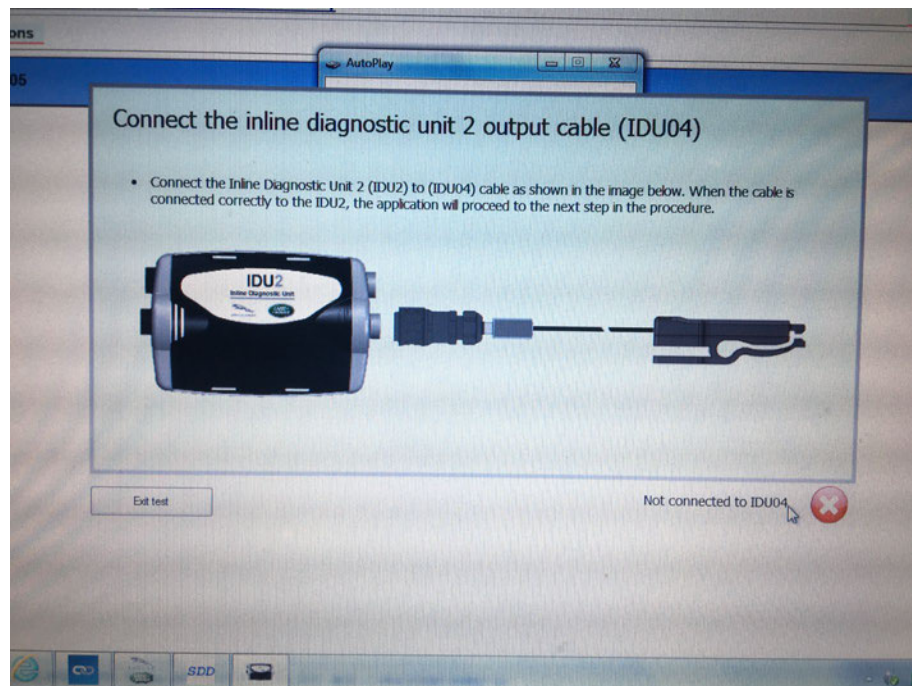 ons
AutoPlay
05
Connect the inline diagnostic unit 2 output cable (IDU04)
• Connect the Inline Diagnostic Unit 2 (IDU2) to (IDU04) cable as shown in the image below. When the cable is
connected correctly to the IDU2, the application will proceed to the next step in the procedure.
IDU2
Inline Diagnostic Unit
Exit test
Not connected to IDU04
SDD